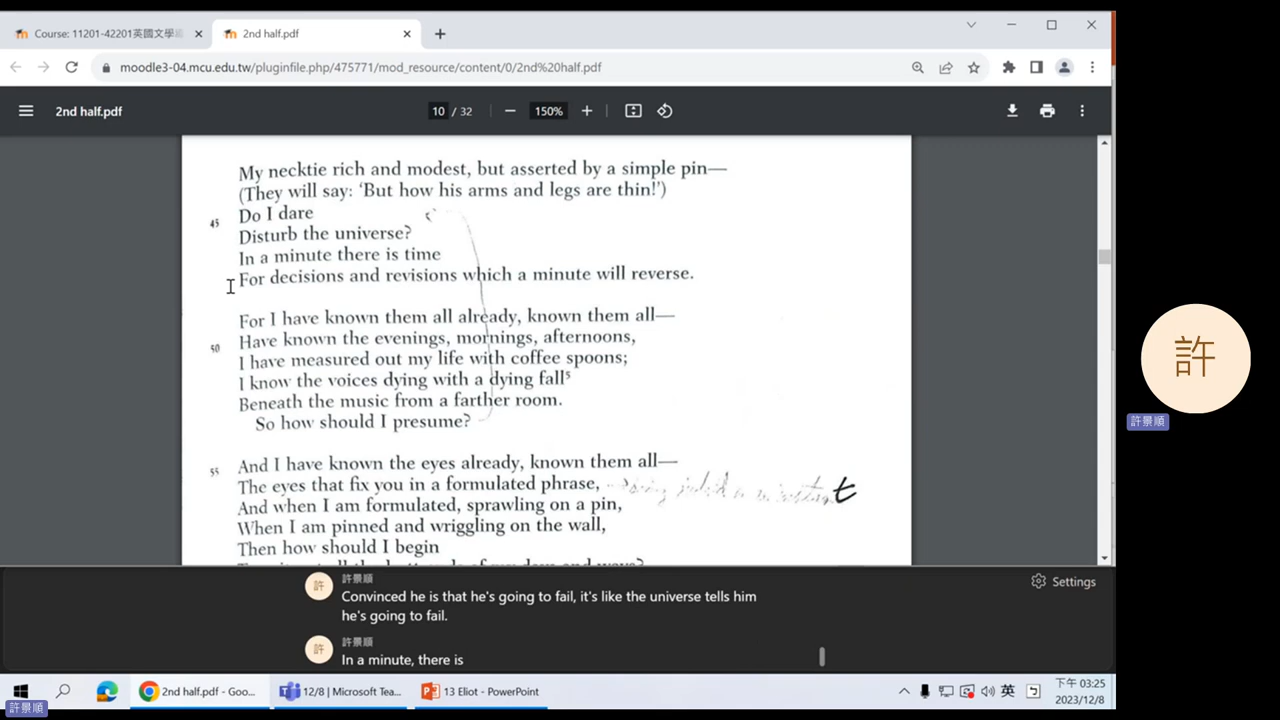 Course: 11201-42201英國文學
2nd half.pdf
moodle3-04.mcu.edu.tw/pluginfile.php/475771/mod_resource/content/0/2nd%20half.pdf
2nd half.pdf
10 / 32
150%
My necktie rich and modest, but asserted by a simple pin—
(They will say: 'But how his arms and legs are thin!')
45 Do I dare
Disturb the universe?
In a minute there is time
For decisions and revisions which a minute will reverse.
For I have known them all already, known them all—
50 Have known the evenings, mornings, afternoons,
I have measured out my life with coffee spoons;
I know the voices dying with a dying fall⁵
Beneath the music from a farther room.
So how should I presume?
55 And I have known the eyes already, known them all—
The eyes that fix you in a formulated phrase,
And when I am formulated, sprawling on a pin,
When I am pinned and wriggling on the wall,
Then how should I begin
許
許景順
許
許景順
Convinced he is that he's going to fail, it's like the universe tells him
he's going to fail.
許
許景順
In a minute, there is
Settings
2nd half.pdf - Goo...
12/8 | Microsoft Tea...
13 Eliot - PowerPoint
英
下午 03:25
2023/12/8
許景順